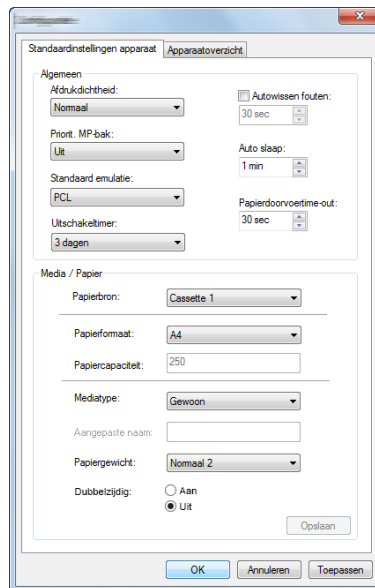 Standaardinstellingen apparaat
Apparaatoverzicht
Algemeen
Afdrukdichtheid:
Normaal
Priorit. MP-bak:
Uit
Standaard emulatie:
PCL
Uitschakeltimer:
3 dagen
Autowissen fouten:
30 sec
Auto slaap:
1 min
Papierdoorvoertime-out:
30 sec
Media / Papier
Papierbron:
Cassette 1
Papierformaat:
A4
Papiercapaciteit:
250
Mediatype:
Gewoon
Aangepaste naam:
Papiergewicht:
Normaal 2
Dubbelzijdig:
Aan
Uit
Opslaan
OK
Annuleren
Toepassen